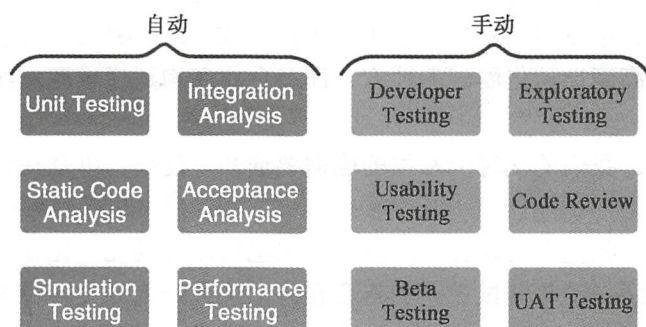 自动
手动
Unit Testing
Integration
Analysis
Developer
Testing
Exploratory
Testing
Static Code
Analysis
Acceptance
Analysis
Usability
Testing
Code Review
SImulation
Testing
Performance
Testing
Beta
Testing
UAT Testing